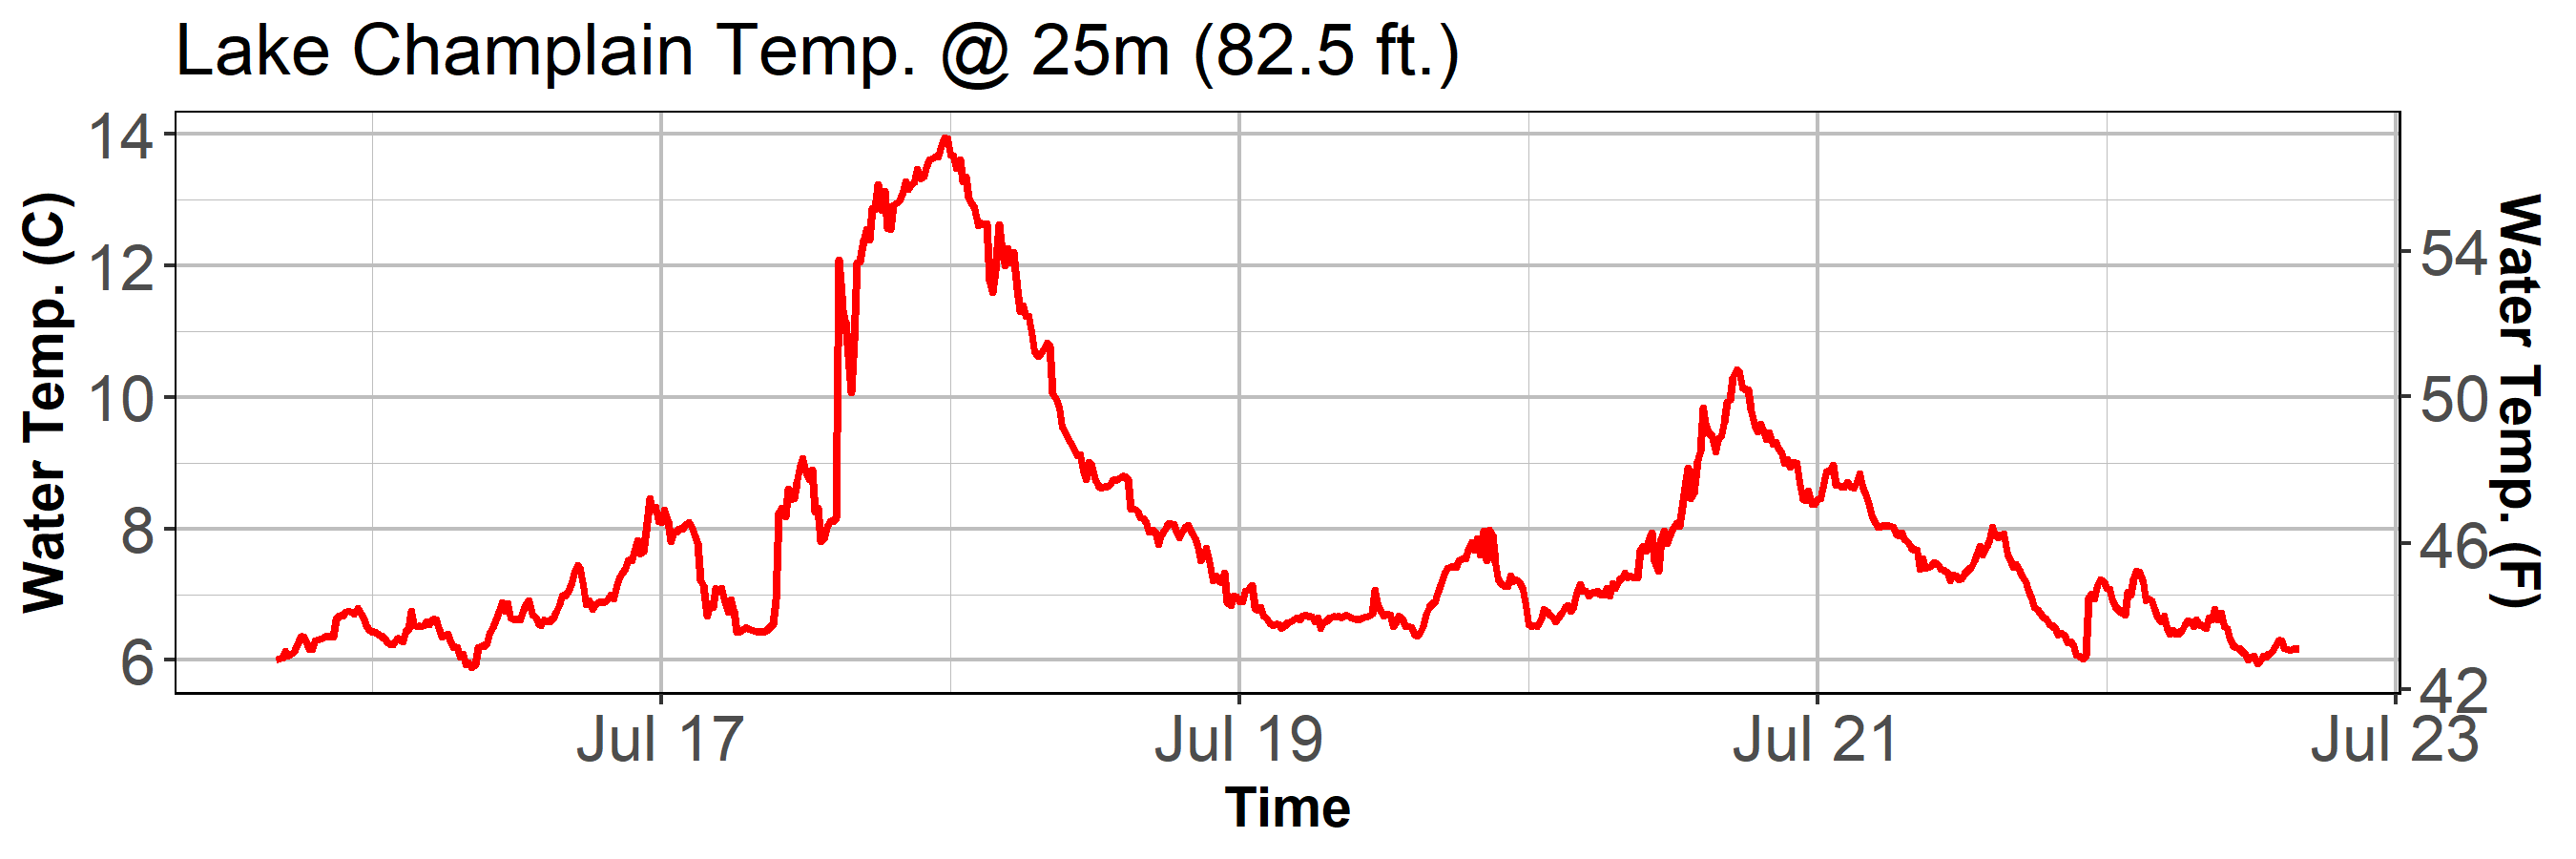 Lake Champlain Temp. @ 25m (82.5 ft.)
Water Temp. (C)
14
12
10
8
6
54
50
46
42
Water Temp. (F)
Jul 17
Jul 19
Jul 21
Jul 23
Time